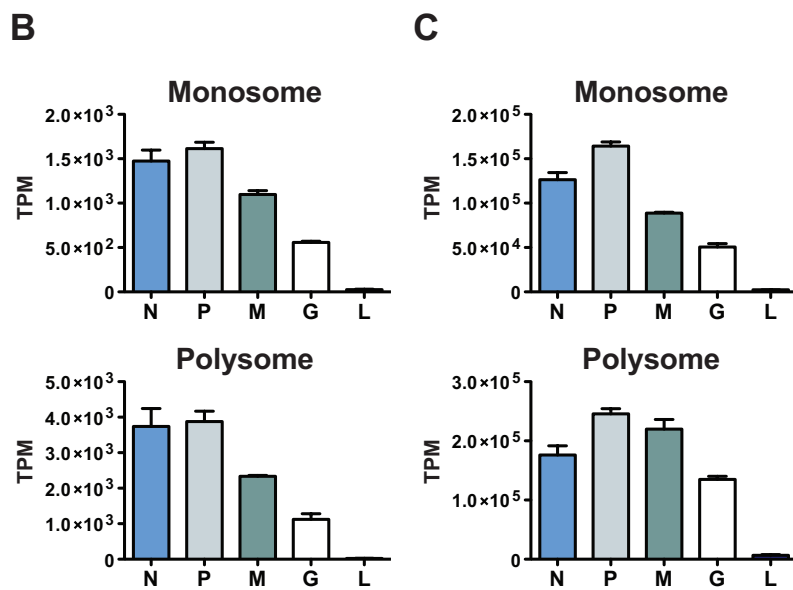 B
Monosome
2.0×10³
1.5×10³
1.0×10³
5.0×10²
0
TPM
N P M G L
Polysome
5.0×10³
4.0×10³
3.0×10³
2.0×10³
1.0×10³
0
TPM
N P M G L
C
Monosome
2.0×10⁵
1.5×10⁵
1.0×10⁵
5.0×10⁴
0
TPM
N P M G L
Polysome
3.0×10⁵
2.0×10⁵
1.0×10⁵
0
TPM
N P M G L